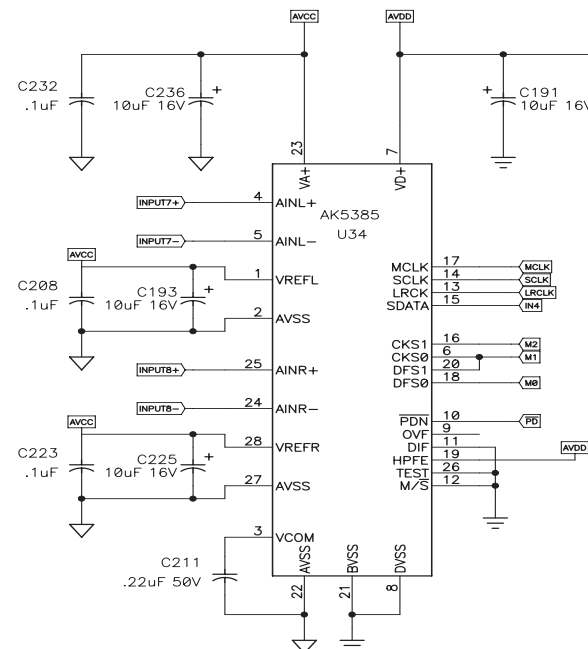 AVCC
AVDD
C232
.1uF
C236
10uF 16V
+
+
C191
10uF 16V
23
VA+
7
VD+
AK5385
U34
INPUT7+
4
AINL+
INPUT7-
5
AINL-
AVCC
1
VREFL
C208
.1uF
C193
10uF 16V
+
2
AVSS
INPUT8+
25
AINR+
INPUT8-
24
AINR-
AVCC
28
VREFR
C223
.1uF
C225
10uF 16V
+
27
AVSS
3
VCOM
C211
.22uF 50V
MCLK 17 MCLK
SCLK 14 SCLK
LRCK 13 LRCLK
SDATA 15 IN4
CKS1 16 M2
CKS0 6 M1
DFS1 20
DFS0 18 M0
PDN 10 PD
OVF 9
DIF 11
HPFE 19 AVDD
TEST 26
M/S 12
AVSS
22
BVSS
21
DVSS
8